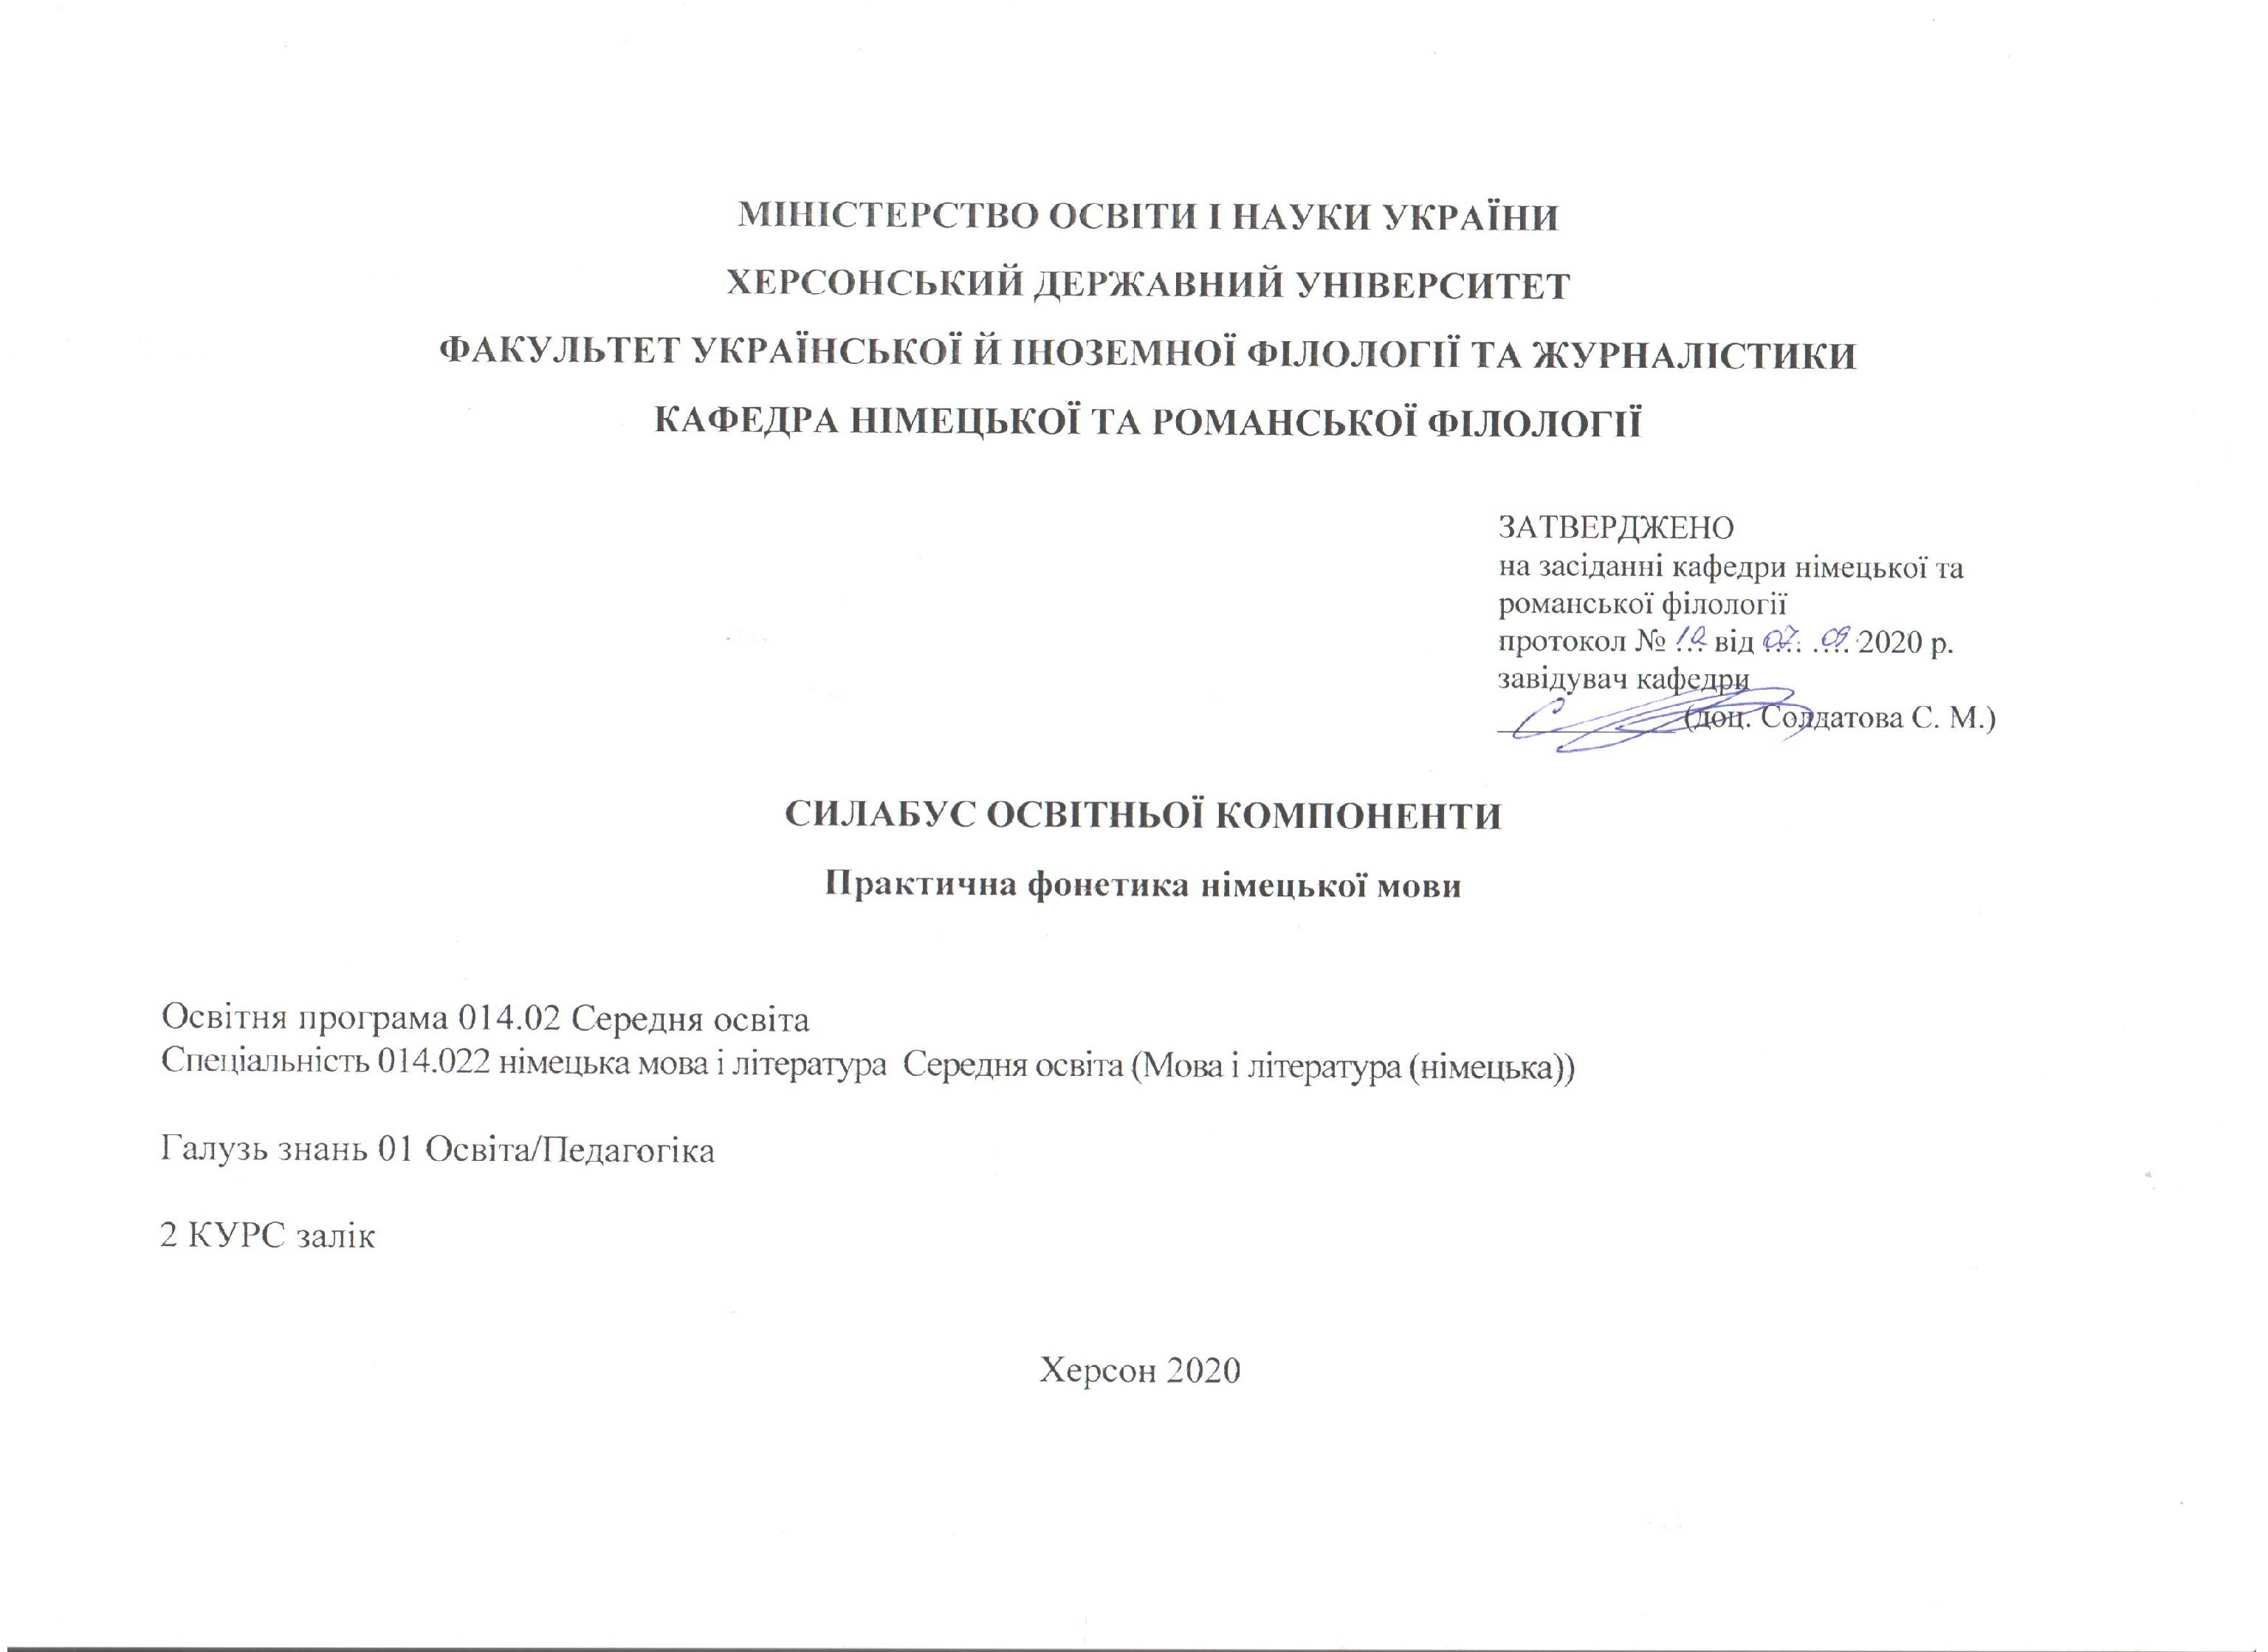 МІНІСТЕРСТВО ОСВІТИ І НАУКИ УКРАЇНИ
ХЕРСОНСЬКИЙ ДЕРЖАВНИЙ УНІВЕРСИТЕТ
ФАКУЛЬТЕТ УКРАЇНСЬКОЇ Й ІНОЗЕМНОЇ ФІЛОЛОГІЇ ТА ЖУРНАЛІСТИКИ
КАФЕДРА НІМЕЦЬКОЇ ТА РОМАНСЬКОЇ ФІЛОЛОГІЇ
ЗАТВЕРДЖЕНО
на засіданні кафедри німецької та
романської філології
протокол № від 07. 09. 2020 р.
завідувач кафедри
(доц. Солдатова С. М.)
СИЛАБУС ОСВІТНЬОЇ КОМПОНЕНТИ
Практична фонетика німецької мови
Освітня програма 014.02 Середня освіта
Спеціальність 014.022 німецька мова і література Середня освіта (Мова і література (німецька))
Галузь знань 01 Освіта/Педагогіка
2 КУРС залік
Херсон 2020